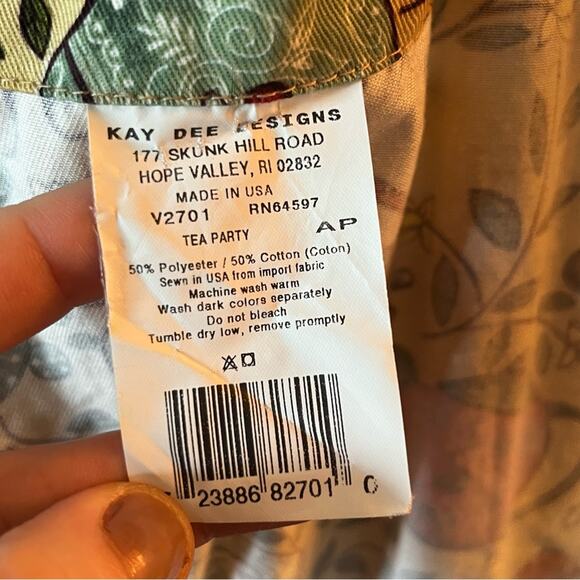 KAY DEE DESIGNS
177 SKUNK HILL ROAD
HOPE VALLEY, RI 02832
MADE IN USA
V2701 RN64597
TEA PARTY AP
50% Polyester / 50% Cotton (Coton)
Sewn in USA from import fabric
Machine wash warm
Wash dark colors separately
Do not bleach
Tumble dry low, remove promptly
23886 82701 0